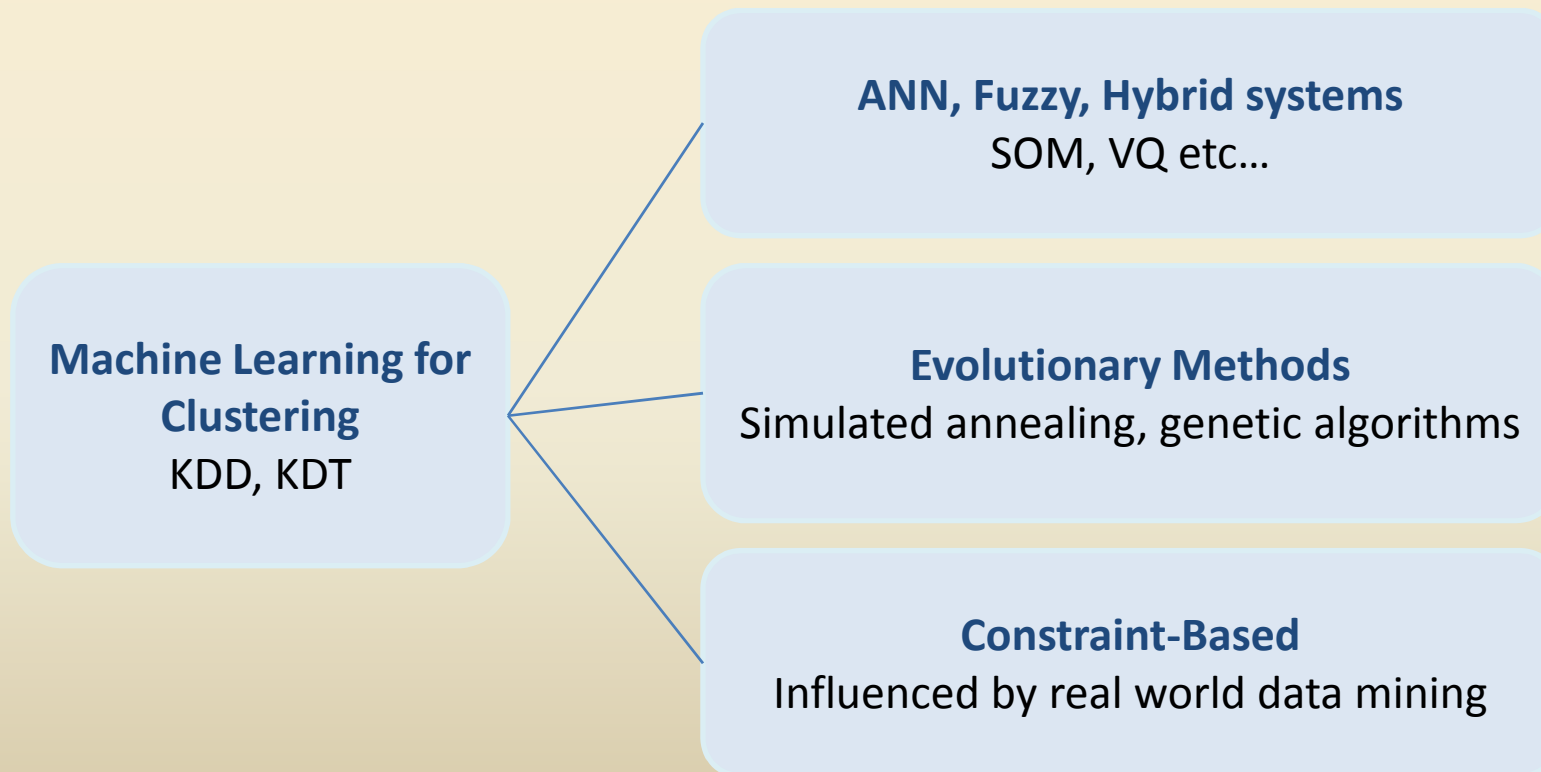 ANN, Fuzzy, Hybrid systems
SOM, VQ etc…
Machine Learning for
Clustering
KDD, KDT
Evolutionary Methods
Simulated annealing, genetic algorithms
Constraint-Based
Influenced by real world data mining